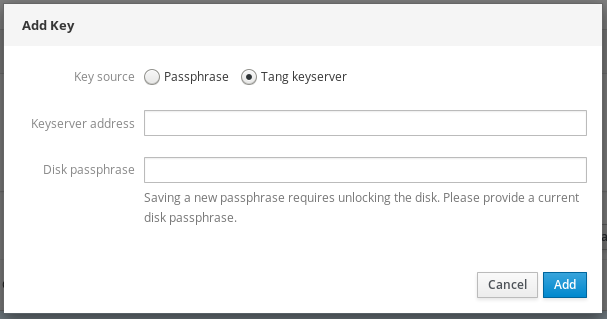 Add Key
Key source Passphrase Tang keyserver
Keyserver address
Disk passphrase
Saving a new passphrase requires unlocking the disk. Please provide a current
disk passphrase.
Cancel Add